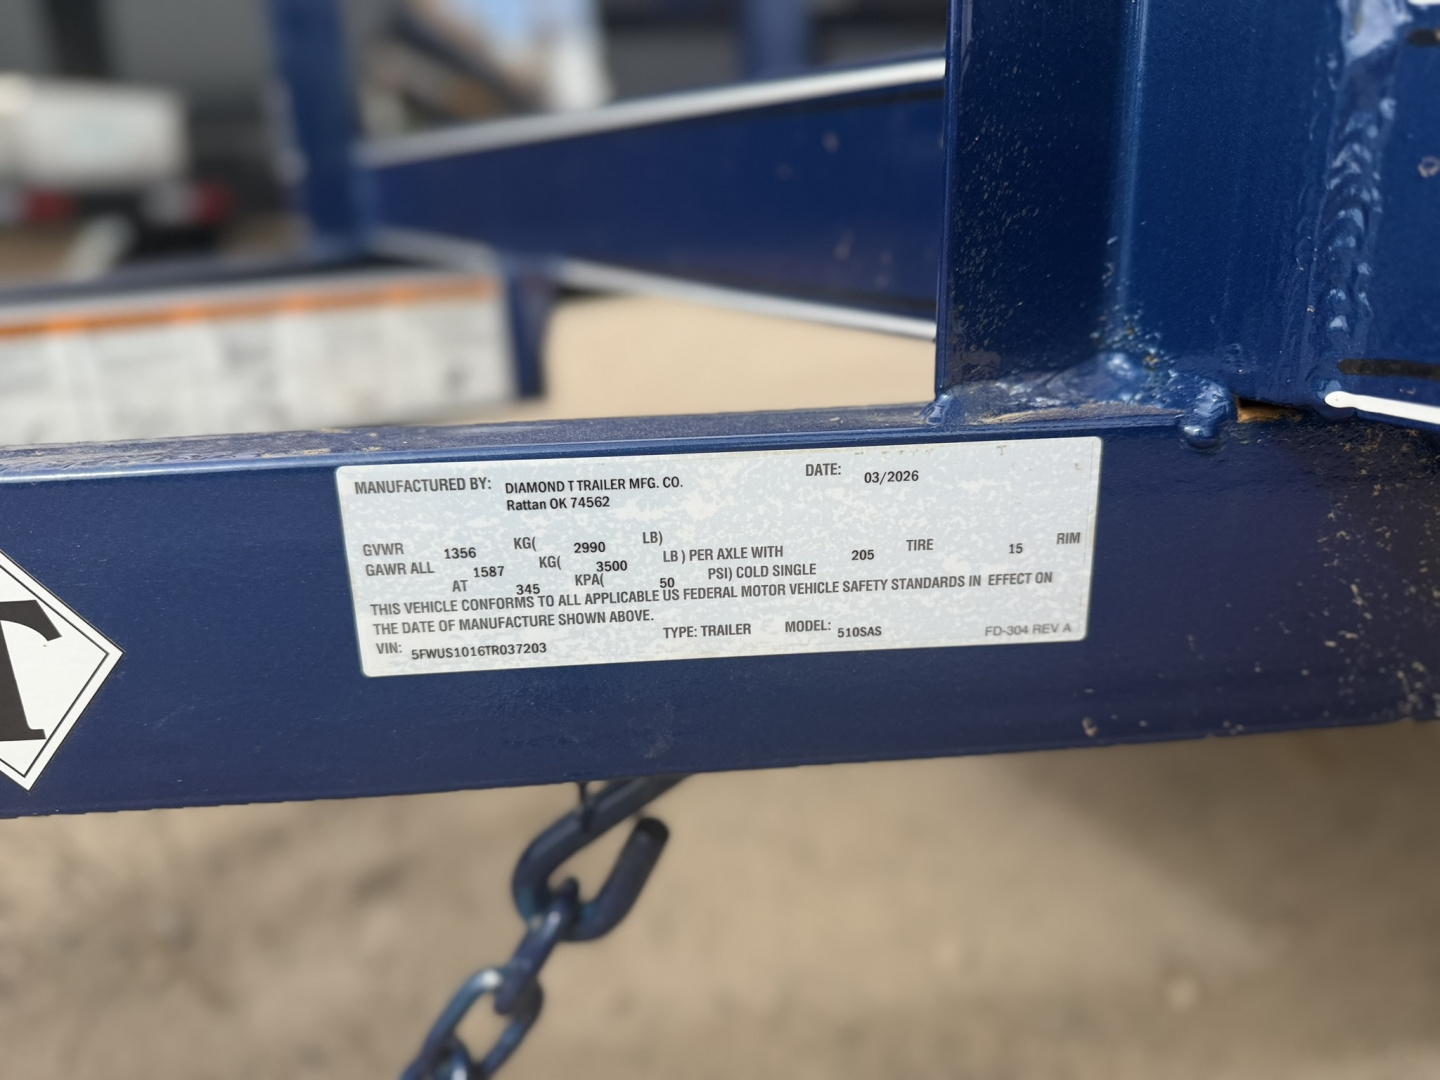 MANUFACTURED BY: DIAMOND T TRAILER MFG. CO. DATE: 03/2026
Rattan OK 74562
GVWR 1356 KG( 2990 LB)
GAWR ALL 1587 KG( 3500 LB ) PER AXLE WITH 205 TIRE 15 RIM
AT 345 KPA( 50 PSI) COLD SINGLE
THIS VEHICLE CONFORMS TO ALL APPLICABLE US FEDERAL MOTOR VEHICLE SAFETY STANDARDS IN EFFECT ON
THE DATE OF MANUFACTURE SHOWN ABOVE.
VIN: 5FWUS1016TR037203 TYPE: TRAILER MODEL: 510SAS FD-304 REV A
T